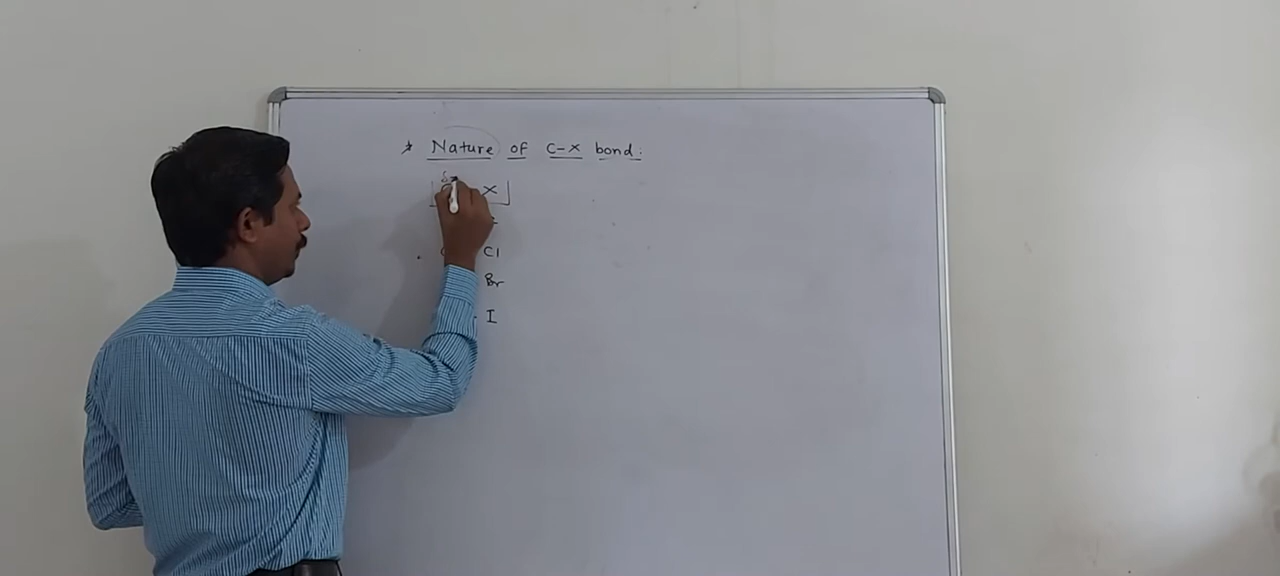 * Nature of C-X bond:
δ
X
Cl
Br
I